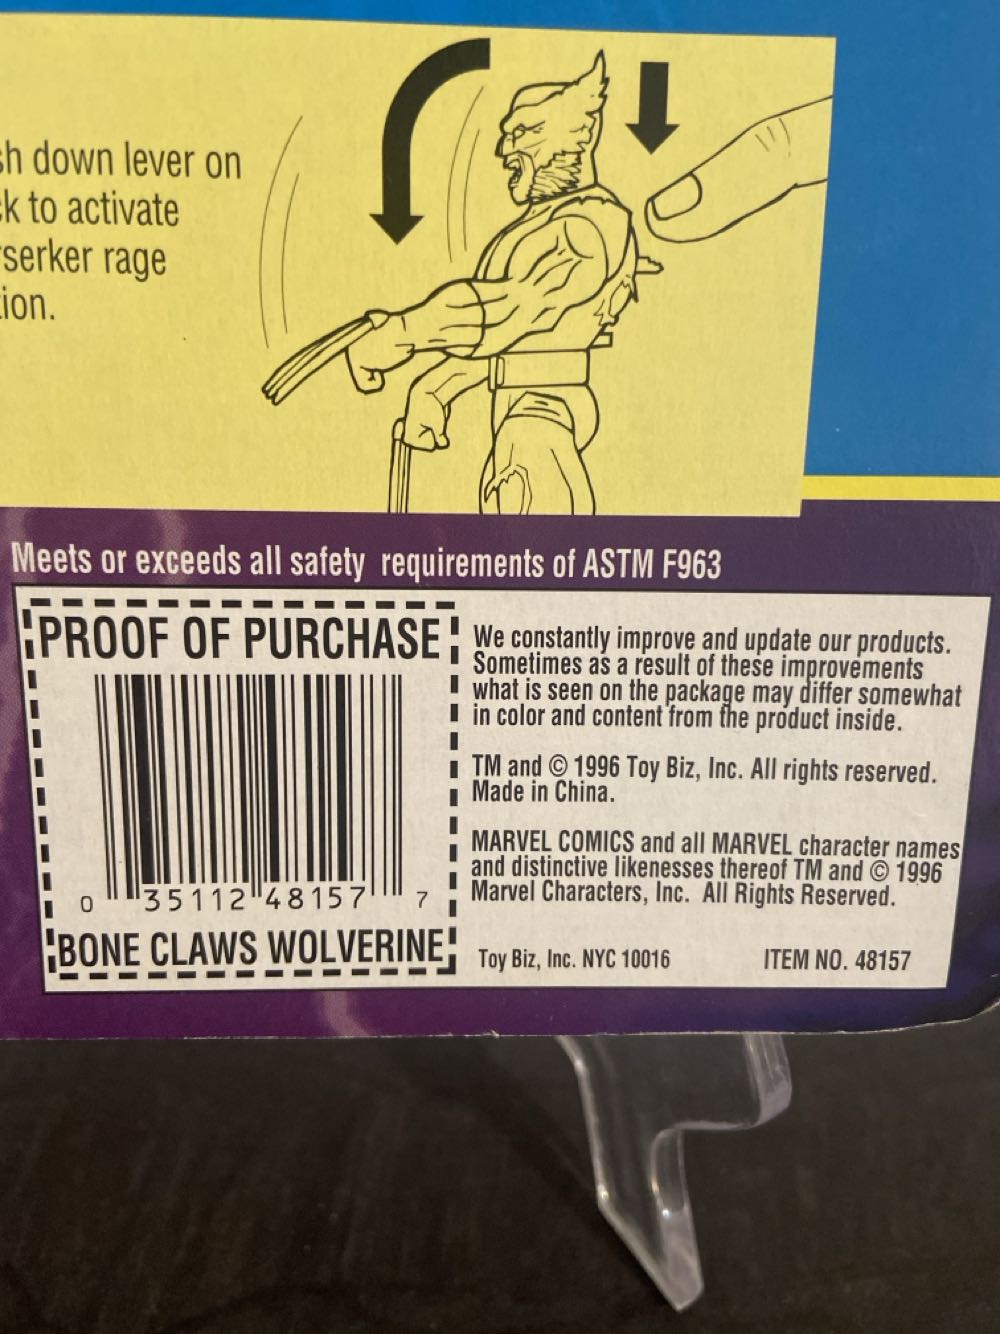 sh down lever on
ck to activate
rserker rage
tion.
Meets or exceeds all safety requirements of ASTM F963
PROOF OF PURCHASE
0 35112 48157 7
BONE CLAWS WOLVERINE
We constantly improve and update our products.
Sometimes as a result of these improvements
what is seen on the package may differ somewhat
in color and content from the product inside.
TM and © 1996 Toy Biz, Inc. All rights reserved.
Made in China.
MARVEL COMICS and all MARVEL character names
and distinctive likenesses thereof TM and © 1996
Marvel Characters, Inc. All Rights Reserved.
Toy Biz, Inc. NYC 10016 ITEM NO. 48157